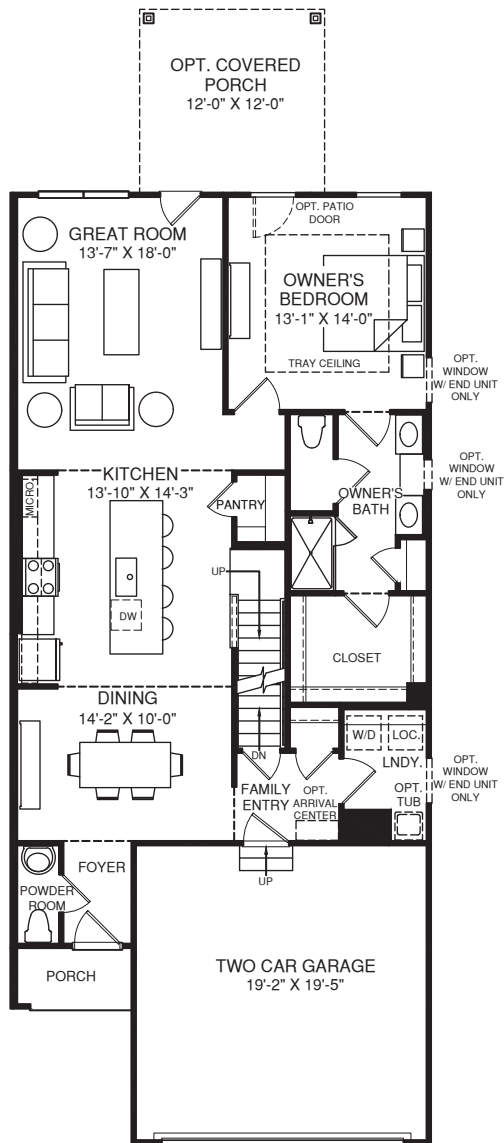 OPT. COVERED
PORCH
12'-0" X 12'-0"
OPT. PATIO
DOOR
GREAT ROOM
13'-7" X 18'-0"
OWNER'S
BEDROOM
13'-1" X 14'-0"
TRAY CEILING
OPT.
WINDOW
W/ END UNIT
ONLY
KITCHEN
13'-10" X 14'-3"
MICRO.
PANTRY
OWNER'S
BATH
OPT.
WINDOW
W/ END UNIT
ONLY
UP
DW
CLOSET
DINING
14'-2" X 10'-0"
DN
W/D
LOC.
LNDY.
OPT.
TUB
FAMILY
ENTRY
OPT.
ARRIVAL
CENTER
OPT.
WINDOW
W/ END UNIT
ONLY
FOYER
POWDER
ROOM
UP
PORCH
TWO CAR GARAGE
19'-2" X 19'-5"